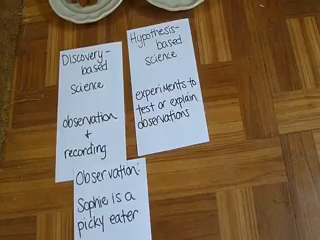 Discovery-
based
science
observation
+
recording
Hypothesis-
based
science
experiments to
test or explain
observations
Observation:
Sophie is a
picky eater